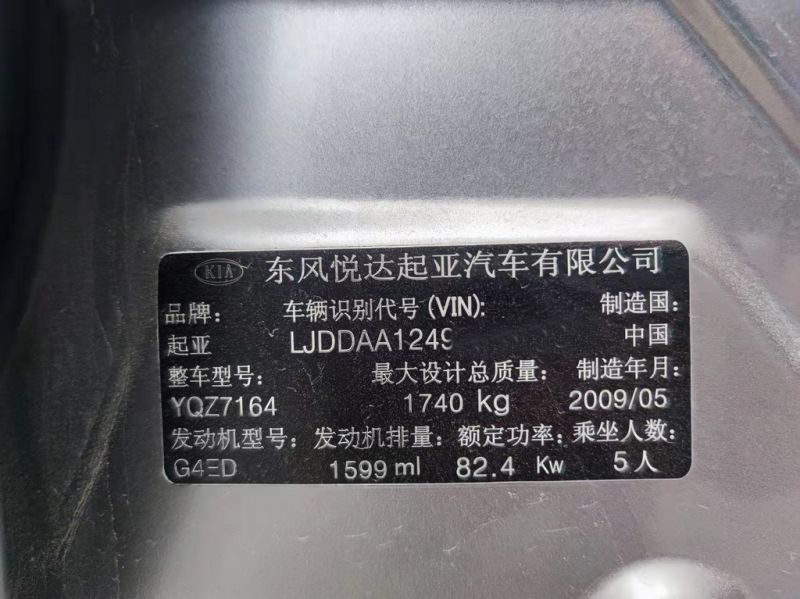 KIA 东风悦达起亚汽车有限公司
品牌: 车辆识别代号(VIN): 制造国:
起亚 LJDDAA1249 中国
整车型号: 最大设计总质量: 制造年月:
YQZ7164 1740 kg 2009/05
发动机型号: 发动机排量: 额定功率: 乘坐人数:
G4ED 1599 ml 82.4 Kw 5人